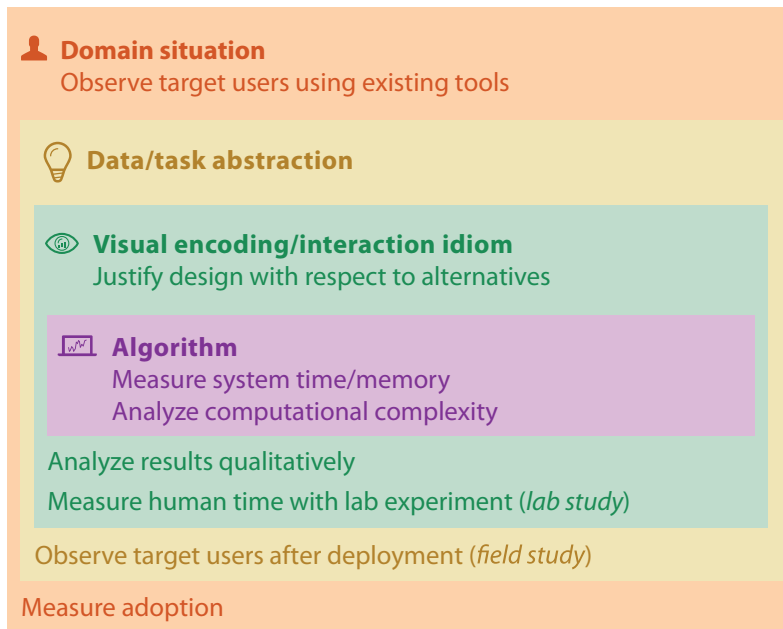 Domain situation
Observe target users using existing tools
Data/task abstraction
Visual encoding/interaction idiom
Justify design with respect to alternatives
Algorithm
Measure system time/memory
Analyze computational complexity
Analyze results qualitatively
Measure human time with lab experiment (lab study)
Observe target users after deployment (field study)
Measure adoption